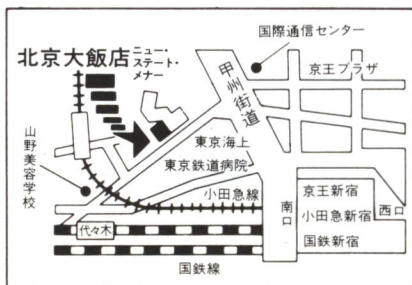 国際通信センター
北京大飯店
ニュー・
ステート・
メナー
甲州街道
京王プラザ
山野美容学校
東京海上
東京鉄道病院
小田急線
南口
京王新宿
小田急新宿
国鉄新宿
西口
代々木
国鉄線